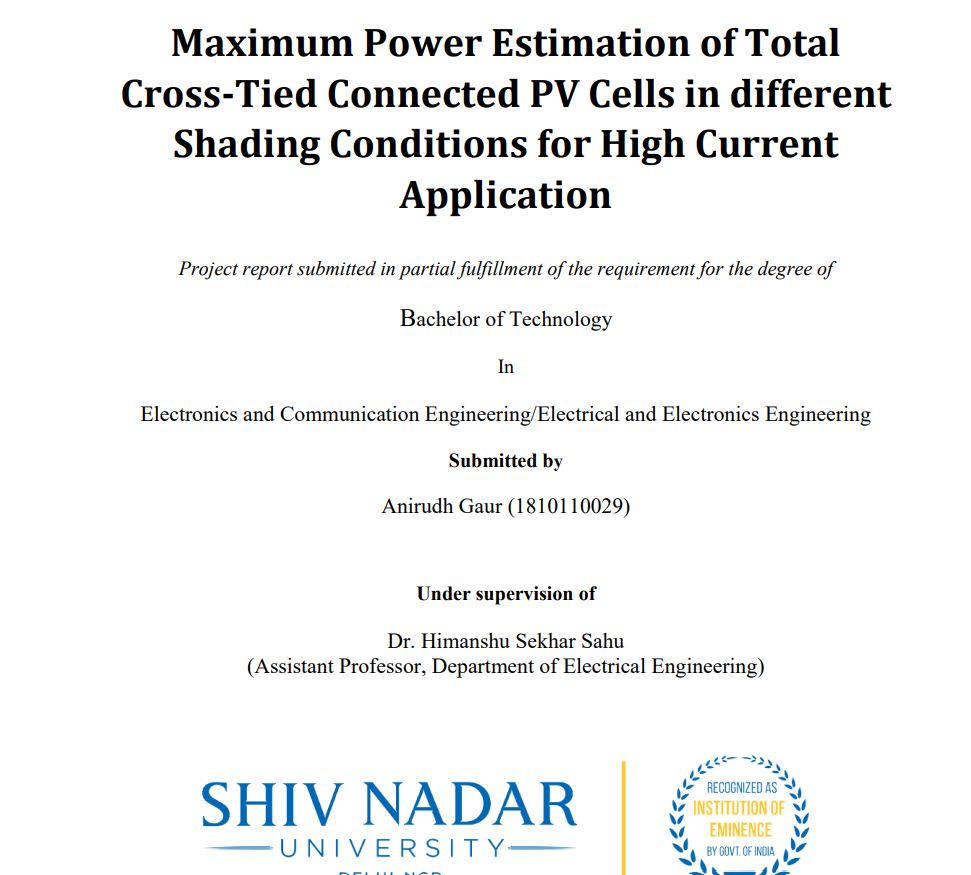 Maximum Power Estimation of Total
Cross-Tied Connected PV Cells in different
Shading Conditions for High Current
Application
Project report submitted in partial fulfillment of the requirement for the degree of
Bachelor of Technology
In
Electronics and Communication Engineering/Electrical and Electronics Engineering
Submitted by
Anirudh Gaur (1810110029)
Under supervision of
Dr. Himanshu Sekhar Sahu
(Assistant Professor, Department of Electrical Engineering)
SHIV NADAR
UNIVERSITY
DELHI NCR
RECOGNIZED AS
INSTITUTION OF
EMINENCE
BY GOVT. OF INDIA